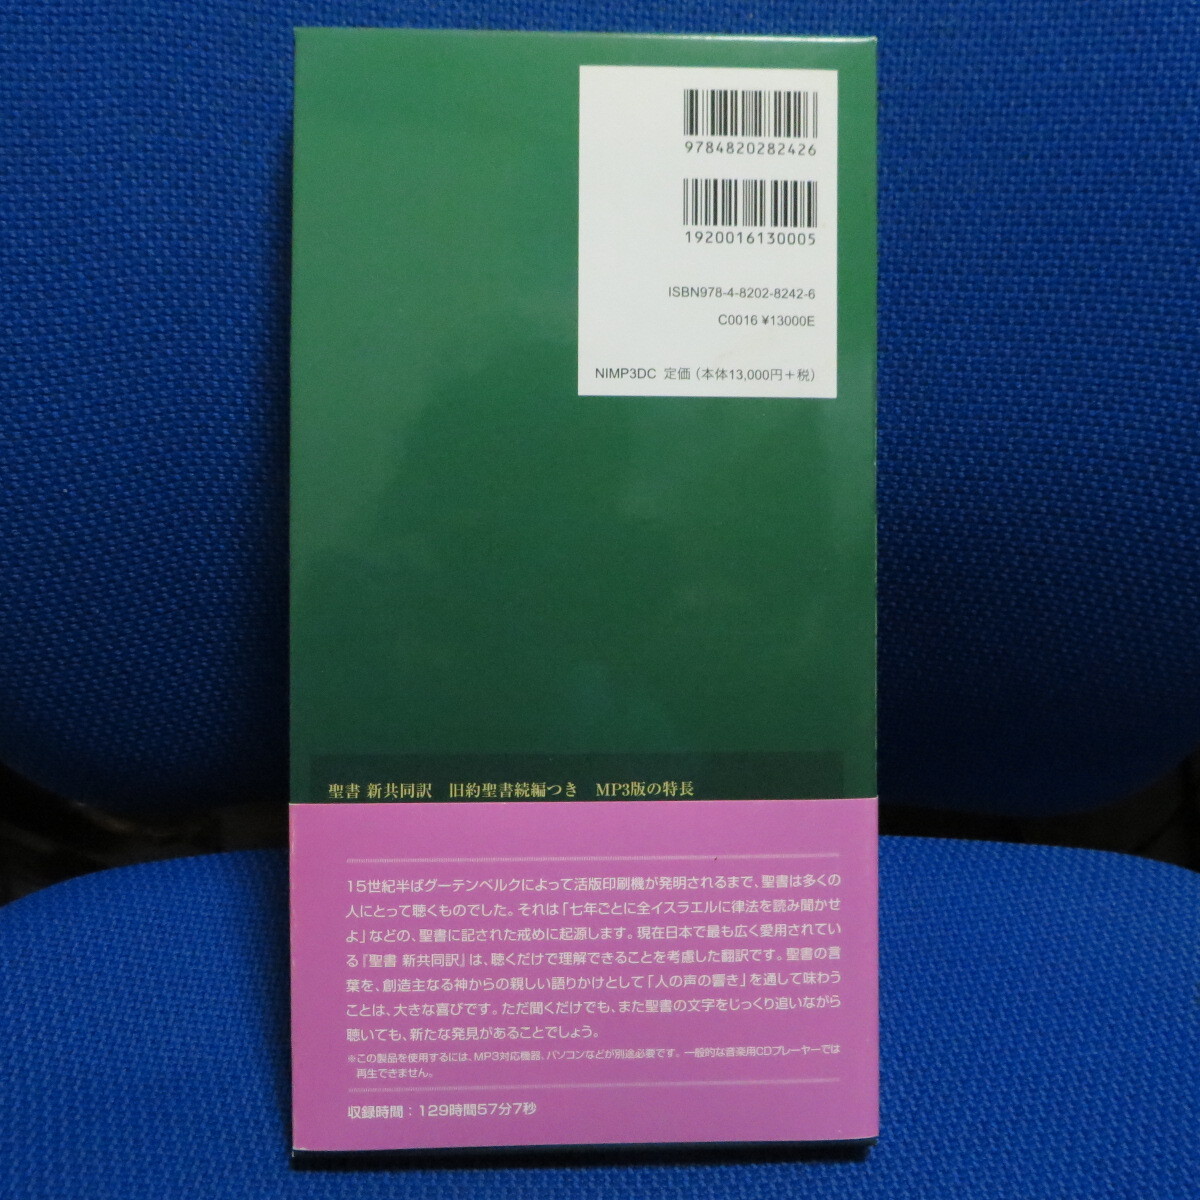 9784820282426
1920016130005
ISBN978-4-8202-8242-6
C0016 ¥13000E
NIMP3DC 定価（本体13,000円＋税）
聖書 新共同訳　旧約聖書続編つき　MP3版の特長
15世紀半ばグーテンベルクによって活版印刷機が発明されるまで、聖書は多くの
人にとって聴くものでした。それは「七年ごとに全イスラエルに律法を読み聞かせ
よ」などの、聖書に記された戒めに起源します。現在日本で最も広く愛用されてい
る『聖書 新共同訳』は、聴くだけで理解できることを考慮した翻訳です。聖書の言
葉を、創造主なる神からの親しい語りかけとして「人の声の響き」を通して味わう
ことは、大きな喜びです。ただ聞くだけでも、また聖書の文字をじっくり追いながら
聴いても、新たな発見があることでしょう。
※この製品を使用するには、MP3対応機器、パソコンなどが別途必要です。一般的な音楽用CDプレーヤーでは
再生できません。
収録時間：129時間57分7秒